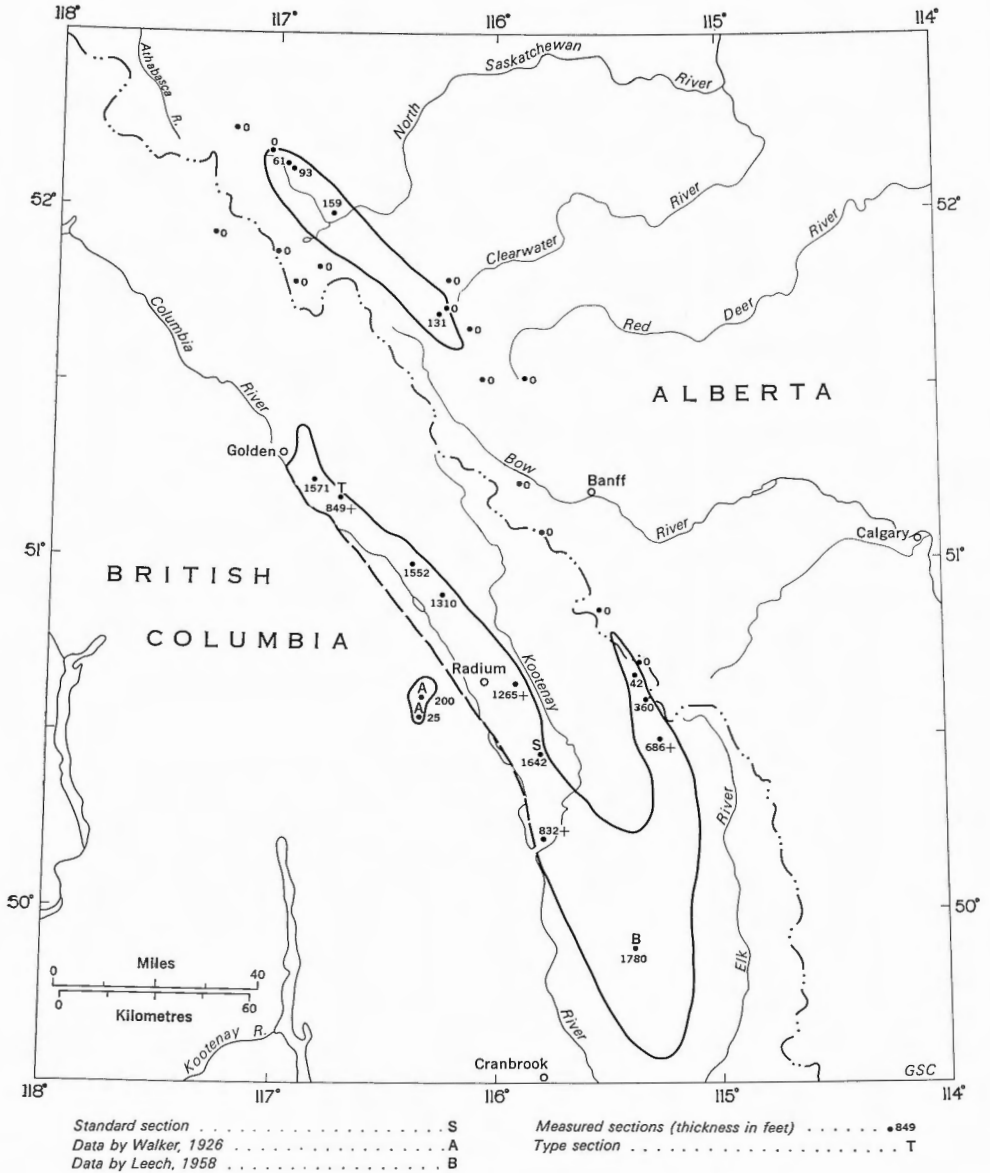 118° 117° 116° 115° 114°
Athabasca R.
Saskatchewan
River
North
0
0
61
93
159
52° 52°
River
River
Clearwater
0
0
0
0
0
0
131
0
Deer
Red
Columbia
River
0 0
ALBERTA
Golden
Bow
1571
T
849+
0
Banff
River
0
Calgary
51° 51°
BRITISH
COLUMBIA
1552
1310
0
Radium
Kootenay
0
42
A 200
A 25
1265+
360
S
1642
686+
River
832+
50° 50°
B
1780
Elk
Miles
0 40
0 60
Kilometres
River
Kootenay R.
Cranbrook
GSC
118° 117° 116° 115° 114°
Standard section . . . . . . . . . . . . . . . . S
Data by Walker, 1926 . . . . . . . . . . . . . . . . A
Data by Leech, 1958 . . . . . . . . . . . . . . . . B
Measured sections (thickness in feet) . . . . . . . . •849
Type section . . . . . . . . . . . . . . . . T